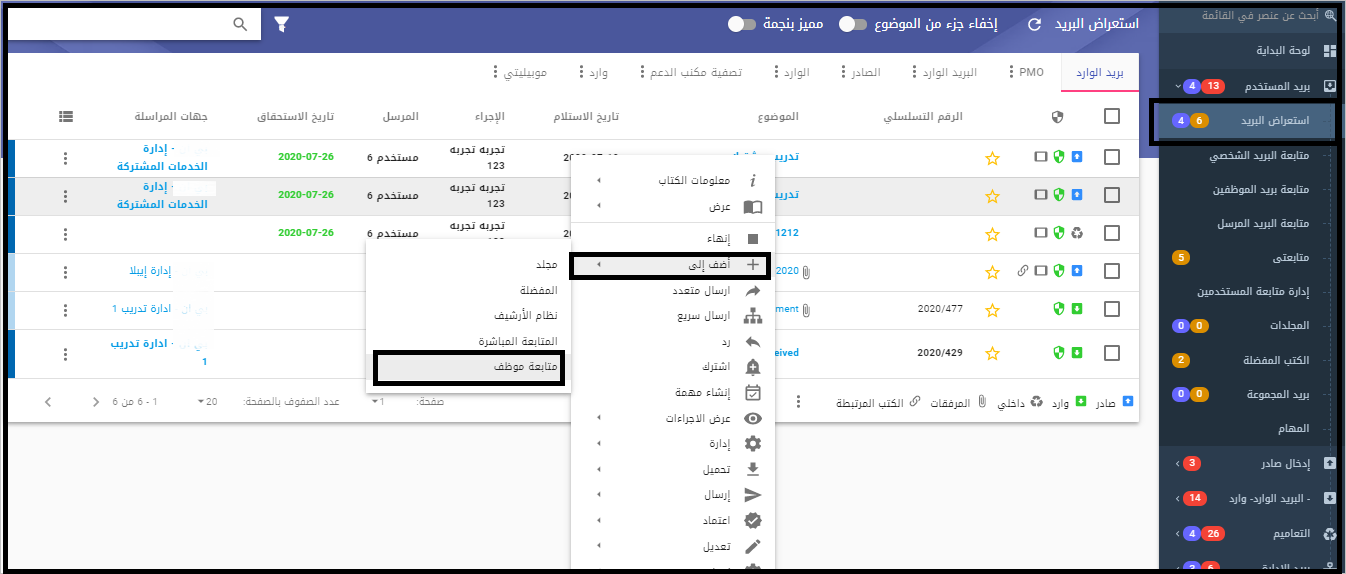 أبحث عن عنصر في القائمة
لوحة البداية
بريد المستخدم 13 4
استعراض البريد 6 4
متابعة البريد الشخصي
متابعة بريد الموظفين
متابعة البريد المرسل
متابعتى 5
إدارة متابعة المستخدمين
المجلدات 0 0
الكتب المفضلة 2
بريد المجموعة 0 0
المهام
إدخال صادر 3
البريد الوارد- وارد - 14
التعاميم 26 4
استعراض البريد إخفاء جزء من الموضوع مميز بنجمة
بريد الوارد PMO البريد الوارد الصادر الوارد تصفية مكتب الدعم وارد موبيليتي
الرقم التسلسلي الموضوع تاريخ الاستلام الإجراء المرسل تاريخ الاستحقاق جهات المراسلة
تجربه تجربه 123 مستخدم 6 2020-07-26 - إدارة الخدمات المشتركة
تجربه تجربه 123 مستخدم 6 2020-07-26 - إدارة الخدمات المشتركة
1212 تجربه تجربه 123 مستخدم 6 2020-07-26
2020 إدارة إيبلا
2020/477 ment ادارة تدريب 1
2020/429 eived - ادارة تدريب 1
معلومات الكتاب
عرض
إنهاء
أضف إلى
ارسال متعدد
ارسال سريع
رد
اشترك
إنشاء مهمة
عرض الاجراءات
إدارة
تحميل
إرسال
اعتماد
تعديل
مجلد
المفضلة
نظام الأرشيف
المتابعة المباشرة
متابعة موظف
صادر وارد داخلي المرفقات الكتب المرتبطة
صفحة: 1 عدد الصفوف بالصفحة: 20 1 - 6 من 6